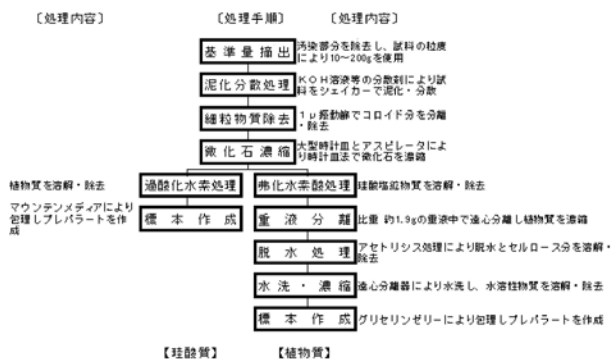 〔処理内容〕 〔処理手順〕 〔処理内容〕
基準量摘出
汚染部分を除去し、試料の粒度
により10～200gを使用
泥化分散処理
KOH溶液等の分散剤により試
料をシェイカーで泥化・分散
細粒物質除去
1μ振動篩でコロイド分を分離
・除去
微化石濃縮
大型時計皿とアスピレータによ
り時計皿法で微化石を濃縮
植物質を溶解・除去
過酸化水素処理
弗化水素酸処理
珪酸塩鉱物質を溶解・除去
マウンテンメディアにより
包埋しプレパラートを作
成
標本作成
重液分離
比重 約1.9gの重液中で遠心分離し植物質を濃縮
脱水処理
アセトリシス処理により脱水とセルロース分を溶解・
除去
水洗・濃縮
遠心分離器により水洗し、水溶性物質を溶解・除去
標本作成
グリセリンゼリーにより包埋しプレパラートを作成
【珪酸質】 【植物質】